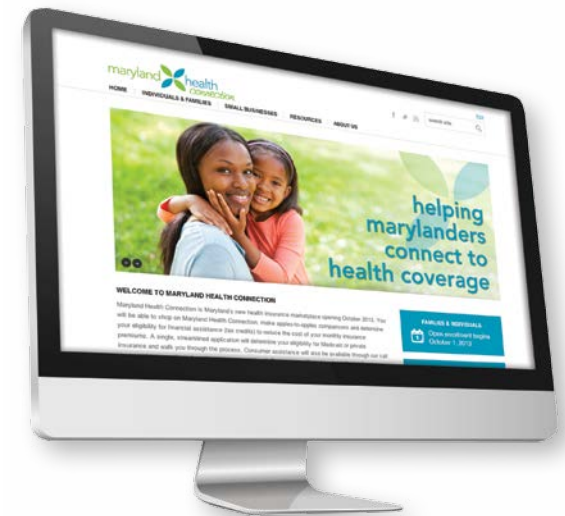 maryland health
connection
HOME INDIVIDUALS & FAMILIES SMALL BUSINESSES RESOURCES ABOUT US
helping
marylanders
connect to
health coverage
WELCOME TO MARYLAND HEALTH CONNECTION
Maryland Health Connection is Maryland's new health insurance marketplace opening October 2013. You
will be able to shop on Maryland Health Connection, make apples-to-apples comparisons and determine
your eligibility for financial assistance (tax credits) to reduce the cost of your monthly insurance
premiums. A single, streamlined application will determine your eligibility for Medicaid or private
insurance and walk you through the process. Consumer assistance will also be available through our call
FAMILIES & INDIVIDUALS
Open enrollment begins
October 1, 2013